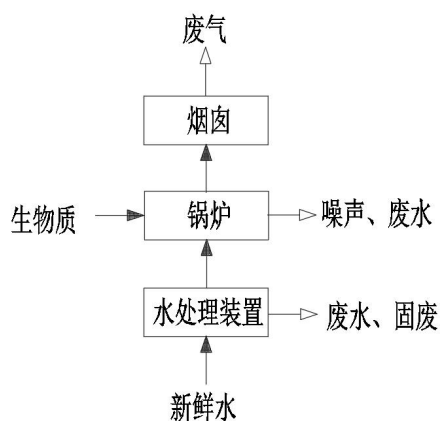 废气
烟囱
生物质
锅炉
噪声、废水
水处理装置
废水、固废
新鲜水